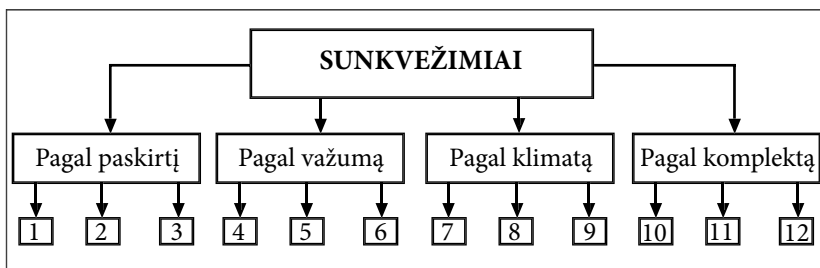 SUNKVEŽIMIAI
Pagal paskirtį Pagal važumą Pagal klimatą Pagal komplektą
1 2 3 4 5 6 7 8 9 10 11 12